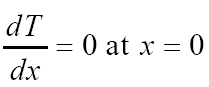 dT/dx = 0 at x = 0